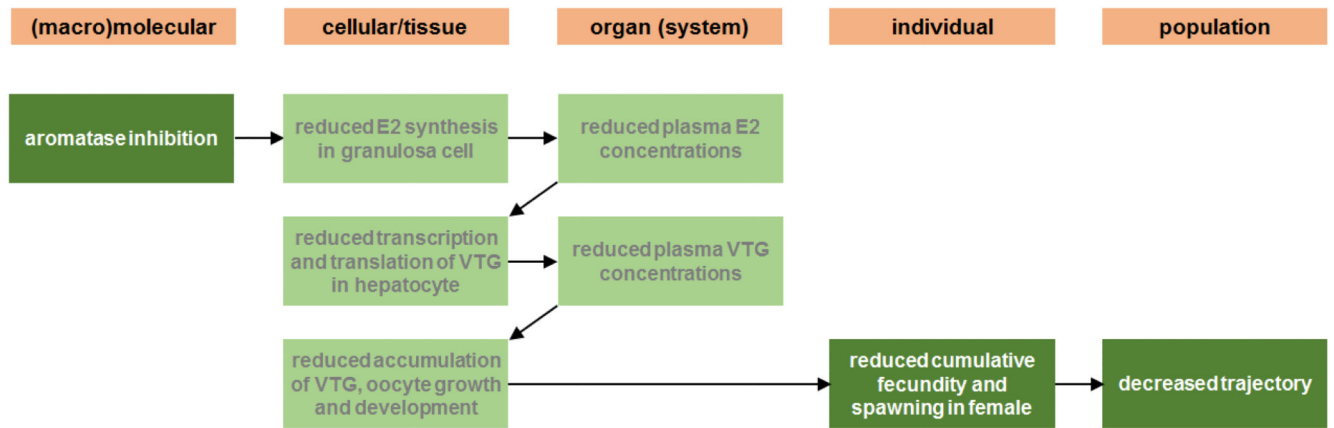 (macro)molecular
cellular/tissue
organ (system)
individual
population
aromatase inhibition
reduced E2 synthesis
in granulosa cell
reduced plasma E2
concentrations
reduced transcription
and translation of VTG
in hepatocyte
reduced plasma VTG
concentrations
reduced accumulation
of VTG, oocyte growth
and development
reduced cumulative
fecundity and
spawning in female
decreased trajectory